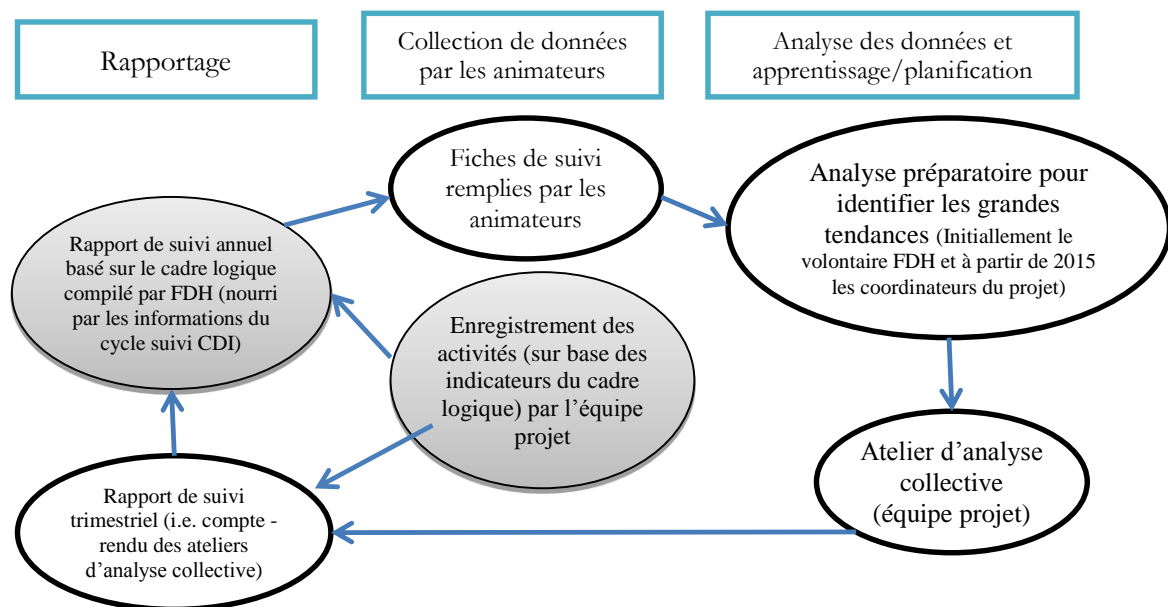 Rapportage
Collection de données
par les animateurs
Analyse des données et
apprentissage/planification
Fiches de suivi
remplies par les
animateurs
Analyse préparatoire pour
identifier les grandes
tendances (Initiallement le
volontaire FDH et à partir de 2015
les coordinateurs du projet)
Rapport de suivi annuel
basé sur le cadre logique
compilé par FDH (nourri
par les informations du
cycle suivi CDI)
Enregistrement des
activités (sur base des
indicateurs du cadre
logique) par l’équipe
projet
Atelier d’analyse
collective
(équipe projet)
Rapport de suivi
trimestriel (i.e. compte -
rendu des ateliers
d’analyse collective)